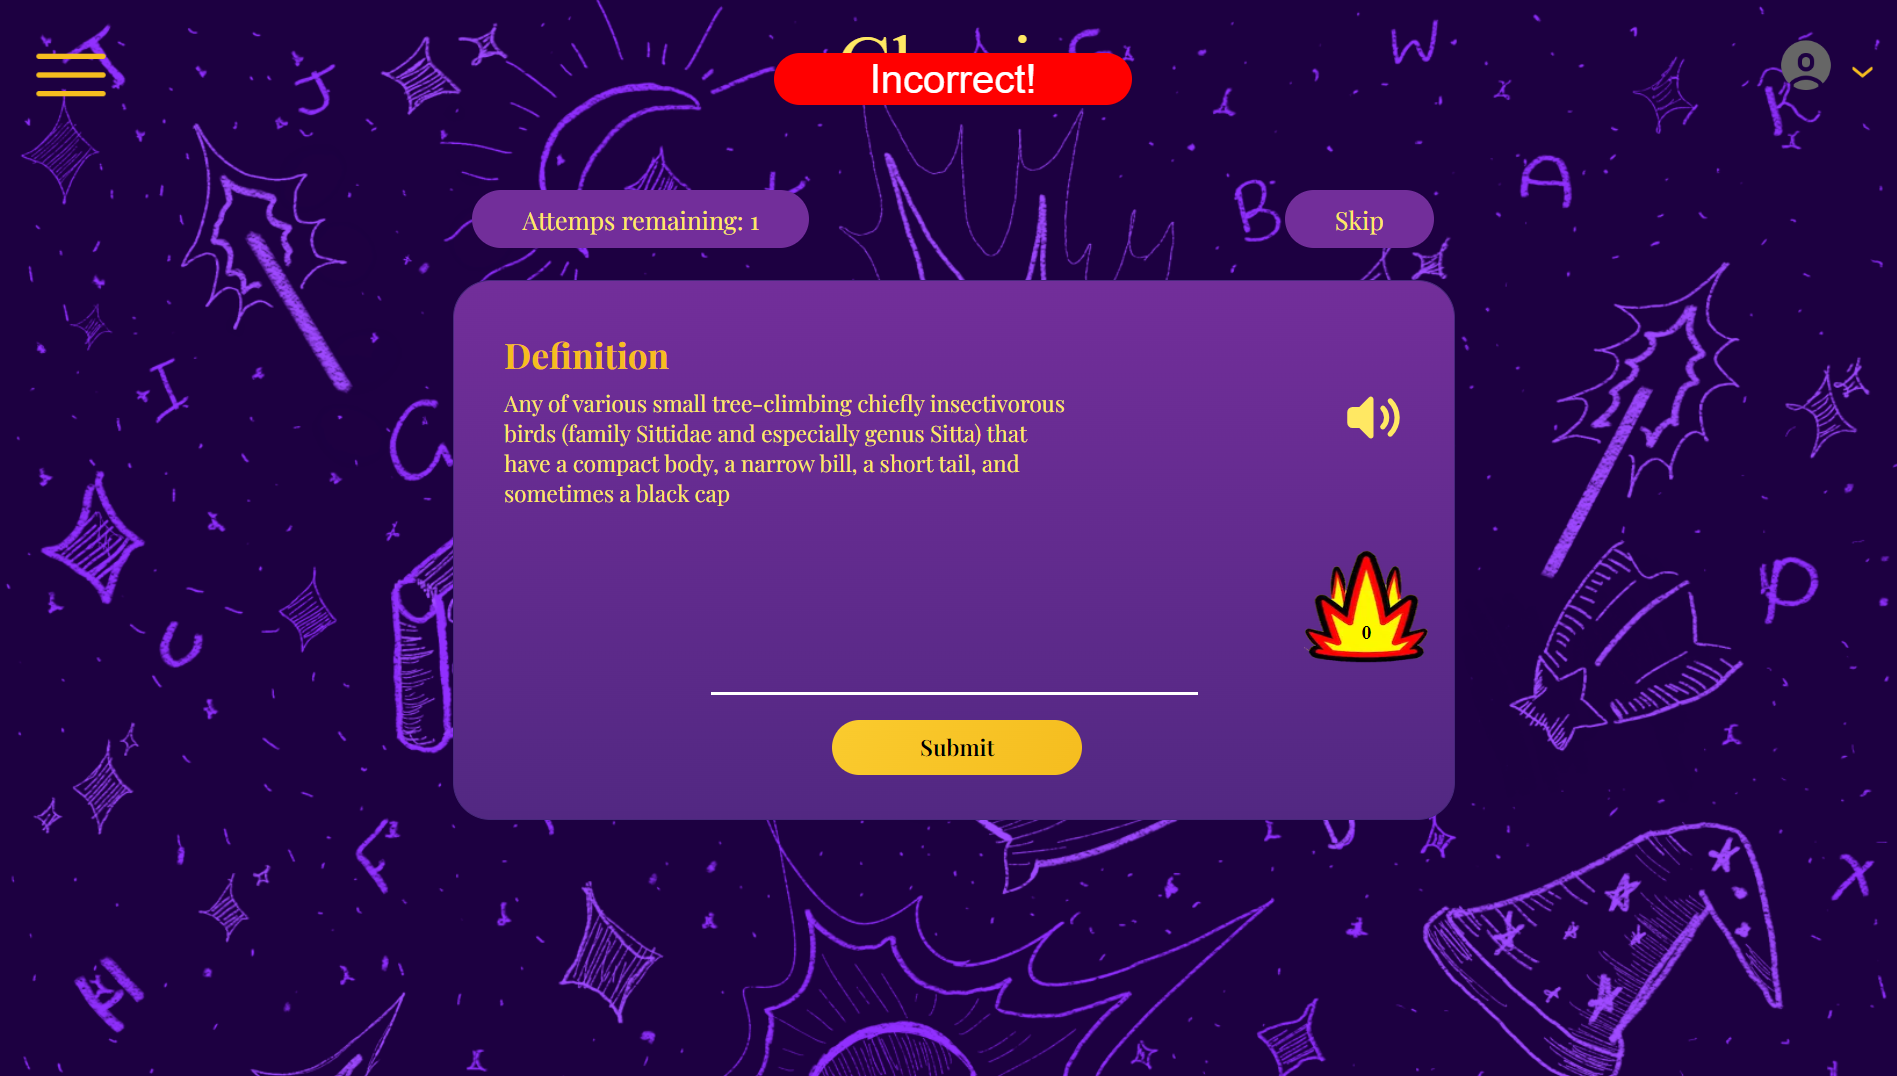 Incorrect!
Attemps remaining: 1
Skip
Definition
Any of various small tree-climbing chiefly insectivorous
birds (family Sittidae and especially genus Sitta) that
have a compact body, a narrow bill, a short tail, and
sometimes a black cap
0
Submit